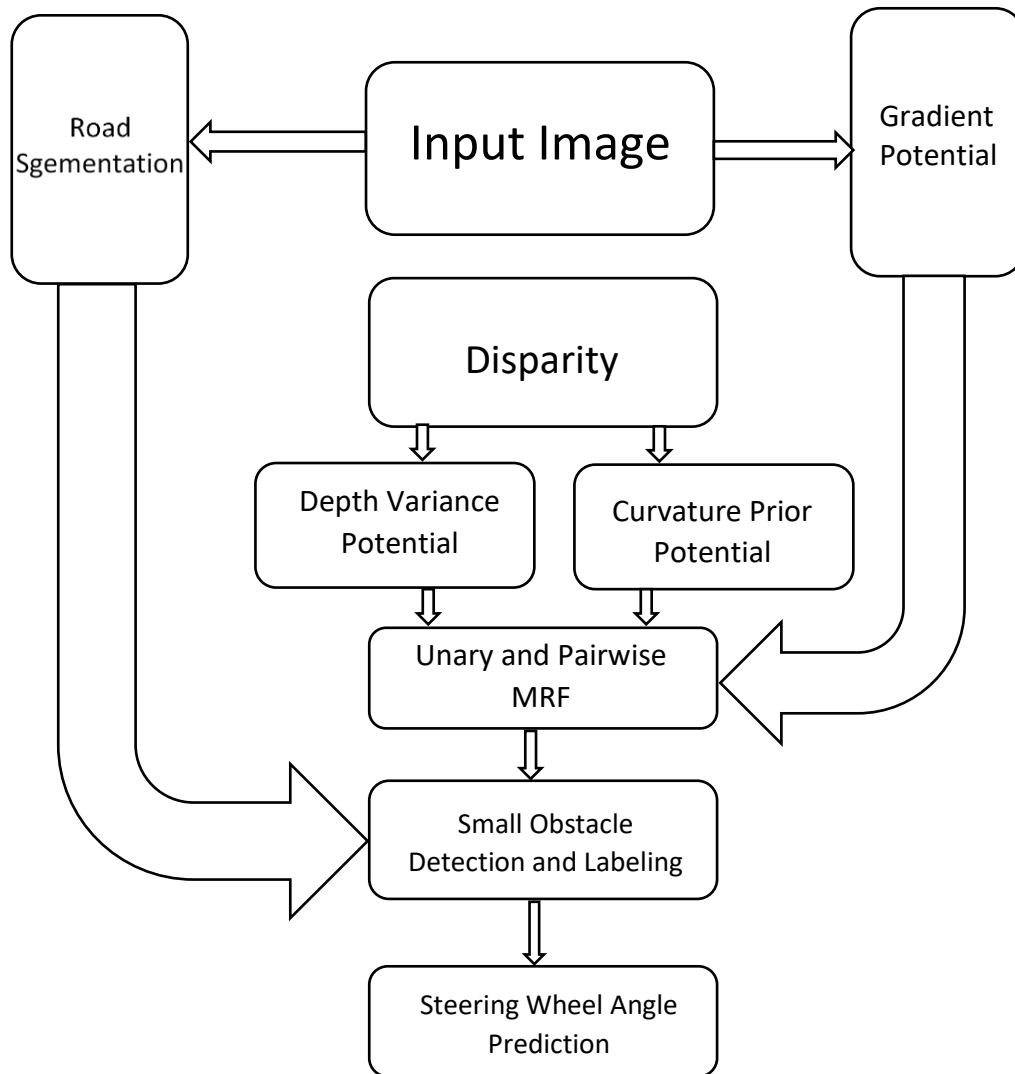 Road
Sgementation
Input Image
Gradient
Potential
Disparity
Depth Variance
Potential
Curvature Prior
Potential
Unary and Pairwise
MRF
Small Obstacle
Detection and Labeling
Steering Wheel Angle
Prediction